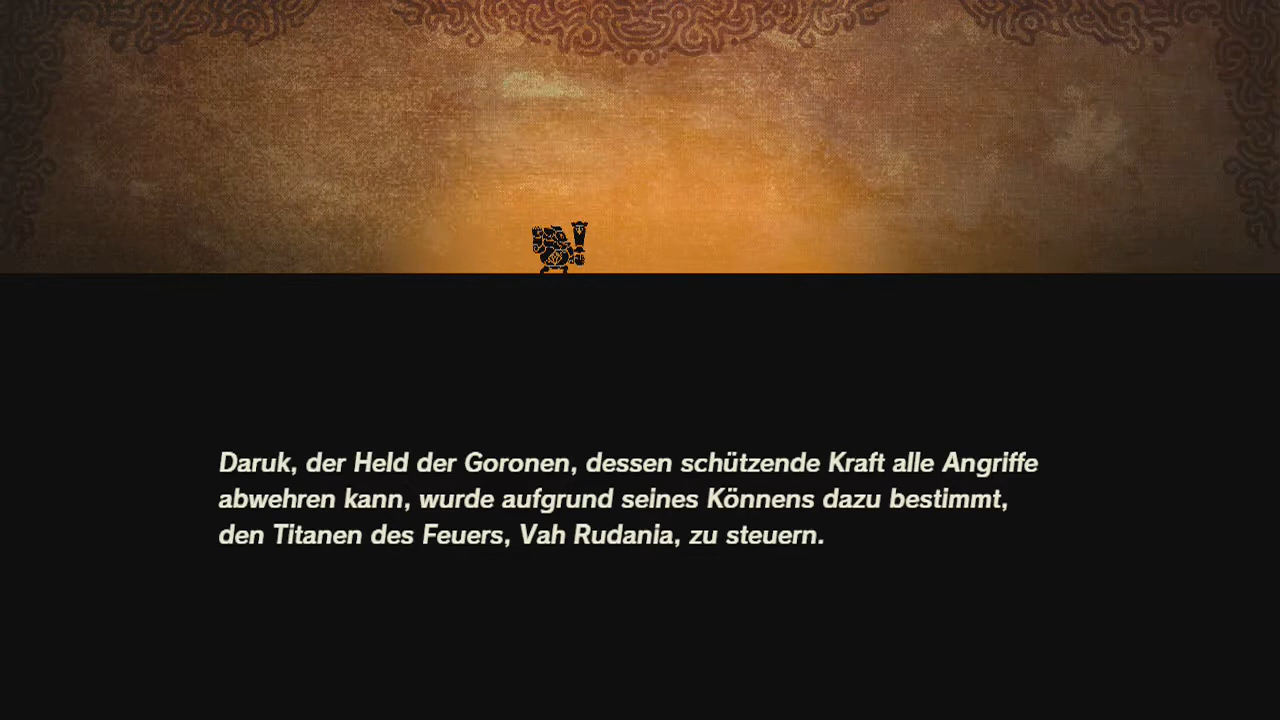 Daruk, der Held der Goronen, dessen schützende Kraft alle Angriffe
abwehren kann, wurde aufgrund seines Könnens dazu bestimmt,
den Titanen des Feuers, Vah Rudania, zu steuern.